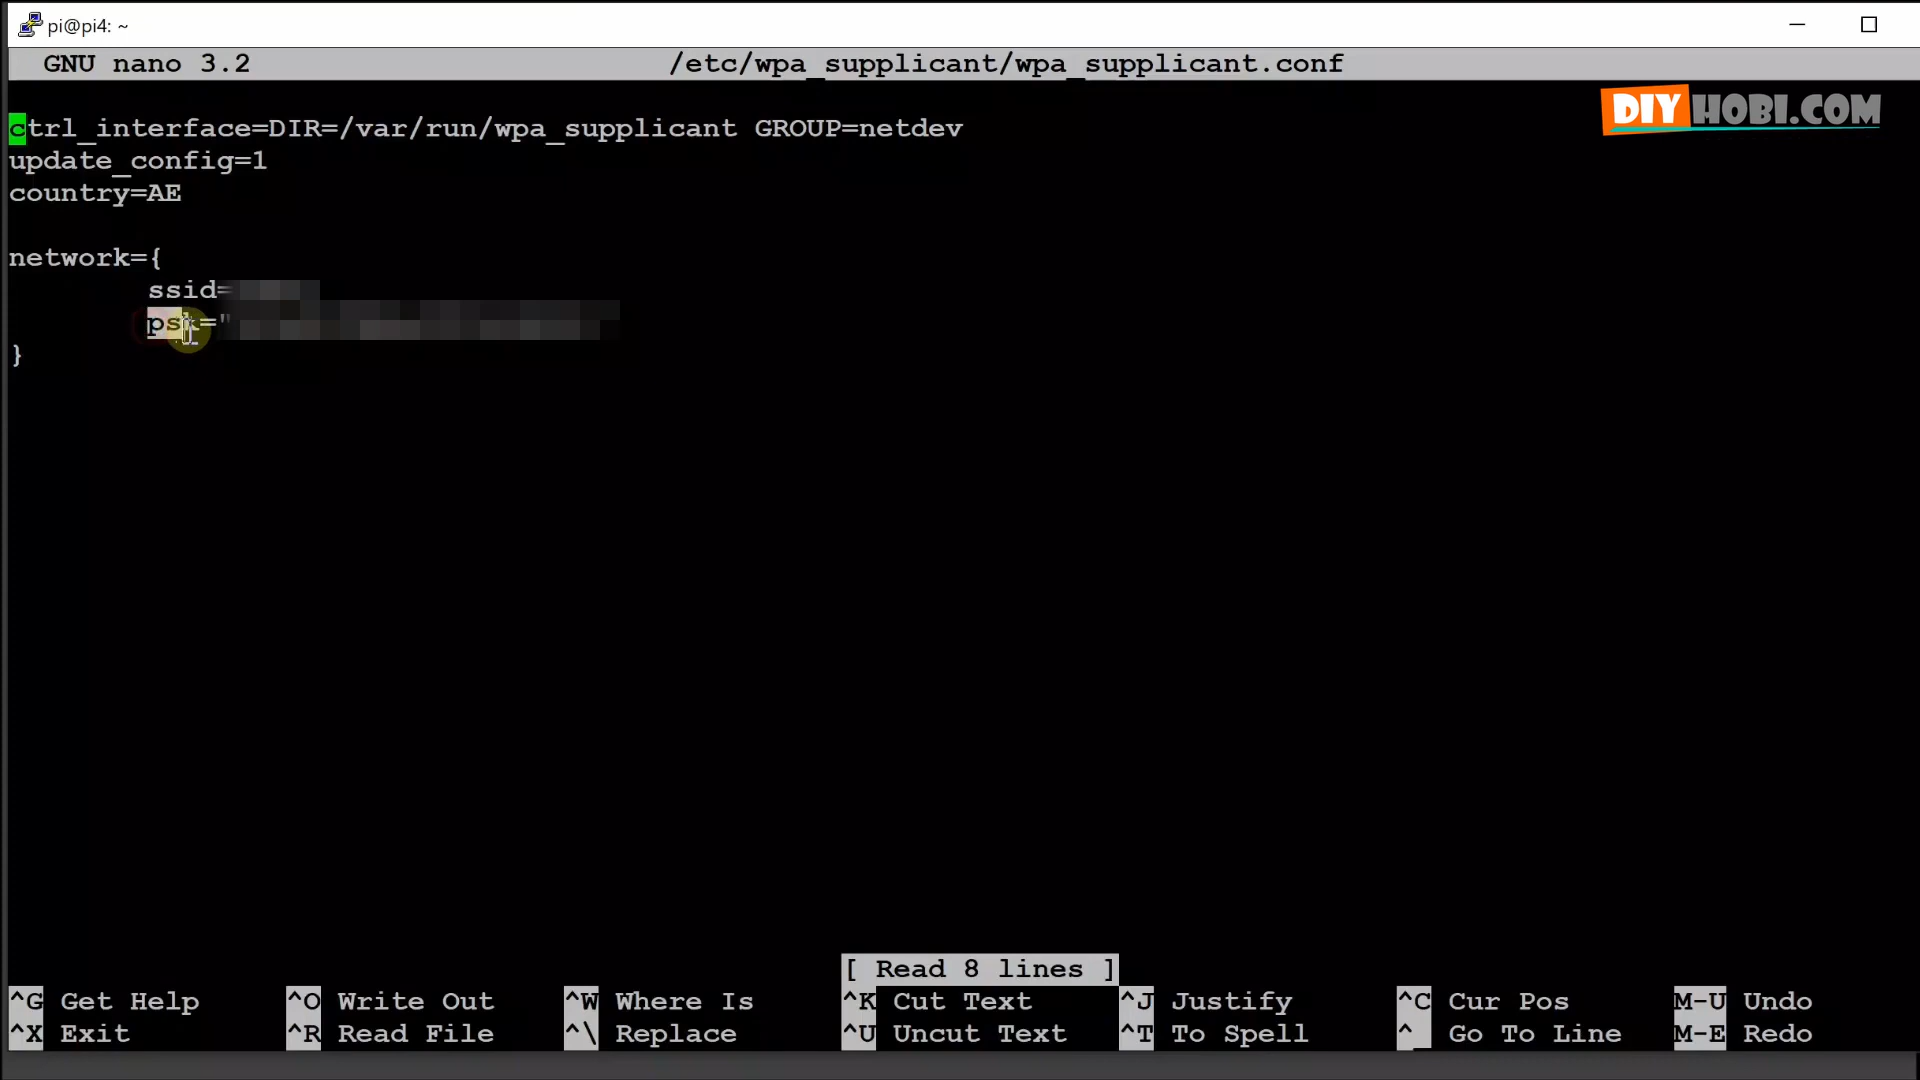 pi@pi4: ~
GNU nano 3.2 /etc/wpa_supplicant/wpa_supplicant.conf
DIYHOBI.COM
ctrl_interface=DIR=/var/run/wpa_supplicant GROUP=netdev
update_config=1
country=AE
network={
ssid=
psk="
}
[ Read 8 lines ]
^G Get Help ^O Write Out ^W Where Is ^K Cut Text ^J Justify ^C Cur Pos M-U Undo
^X Exit ^R Read File ^\ Replace ^U Uncut Text ^T To Spell ^_ Go To Line M-E Redo